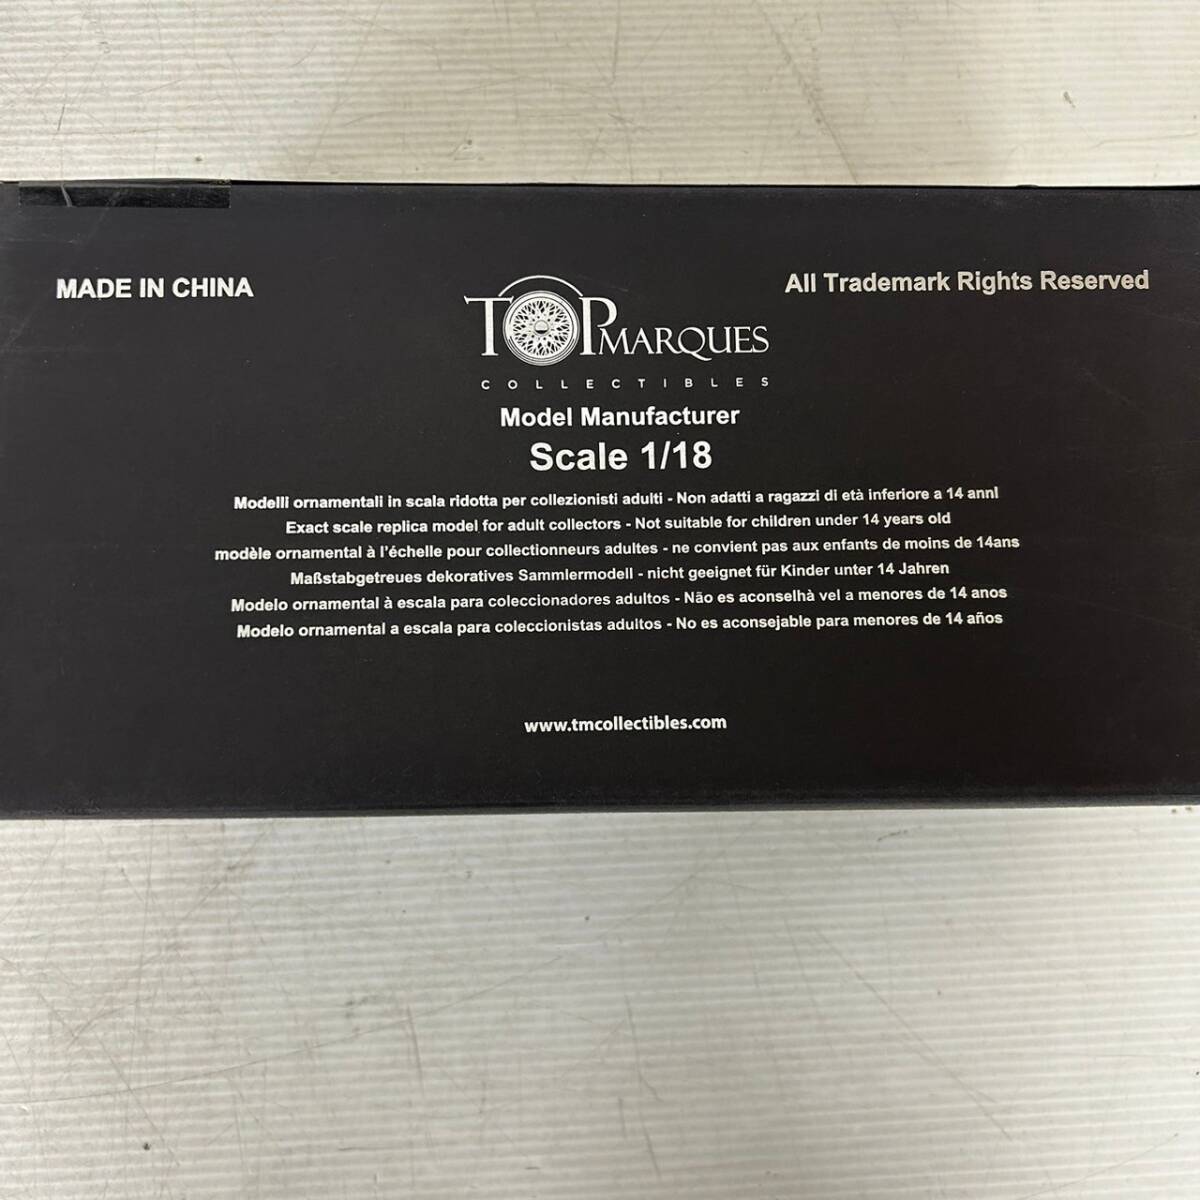 MADE IN CHINA
All Trademark Rights Reserved
TOPMARQUES
COLLECTIBLES
Model Manufacturer
Scale 1/18
Modelli ornamentali in scala ridotta per collezionisti adulti - Non adatti a ragazzi di età inferiore a 14 annl
Exact scale replica model for adult collectors - Not suitable for children under 14 years old
modèle ornamental à l'échelle pour collectionneurs adultes - ne convient pas aux enfants de moins de 14ans
Maßstabgetreues dekoratives Sammlermodell - nicht geeignet für Kinder unter 14 Jahren
Modelo ornamental à escala para coleccionadores adultos - Não es aconselhà vel a menores de 14 anos
Modelo ornamental a escala para coleccionistas aduitos - No es aconsejable para menores de 14 años
www.tmcollectibles.com